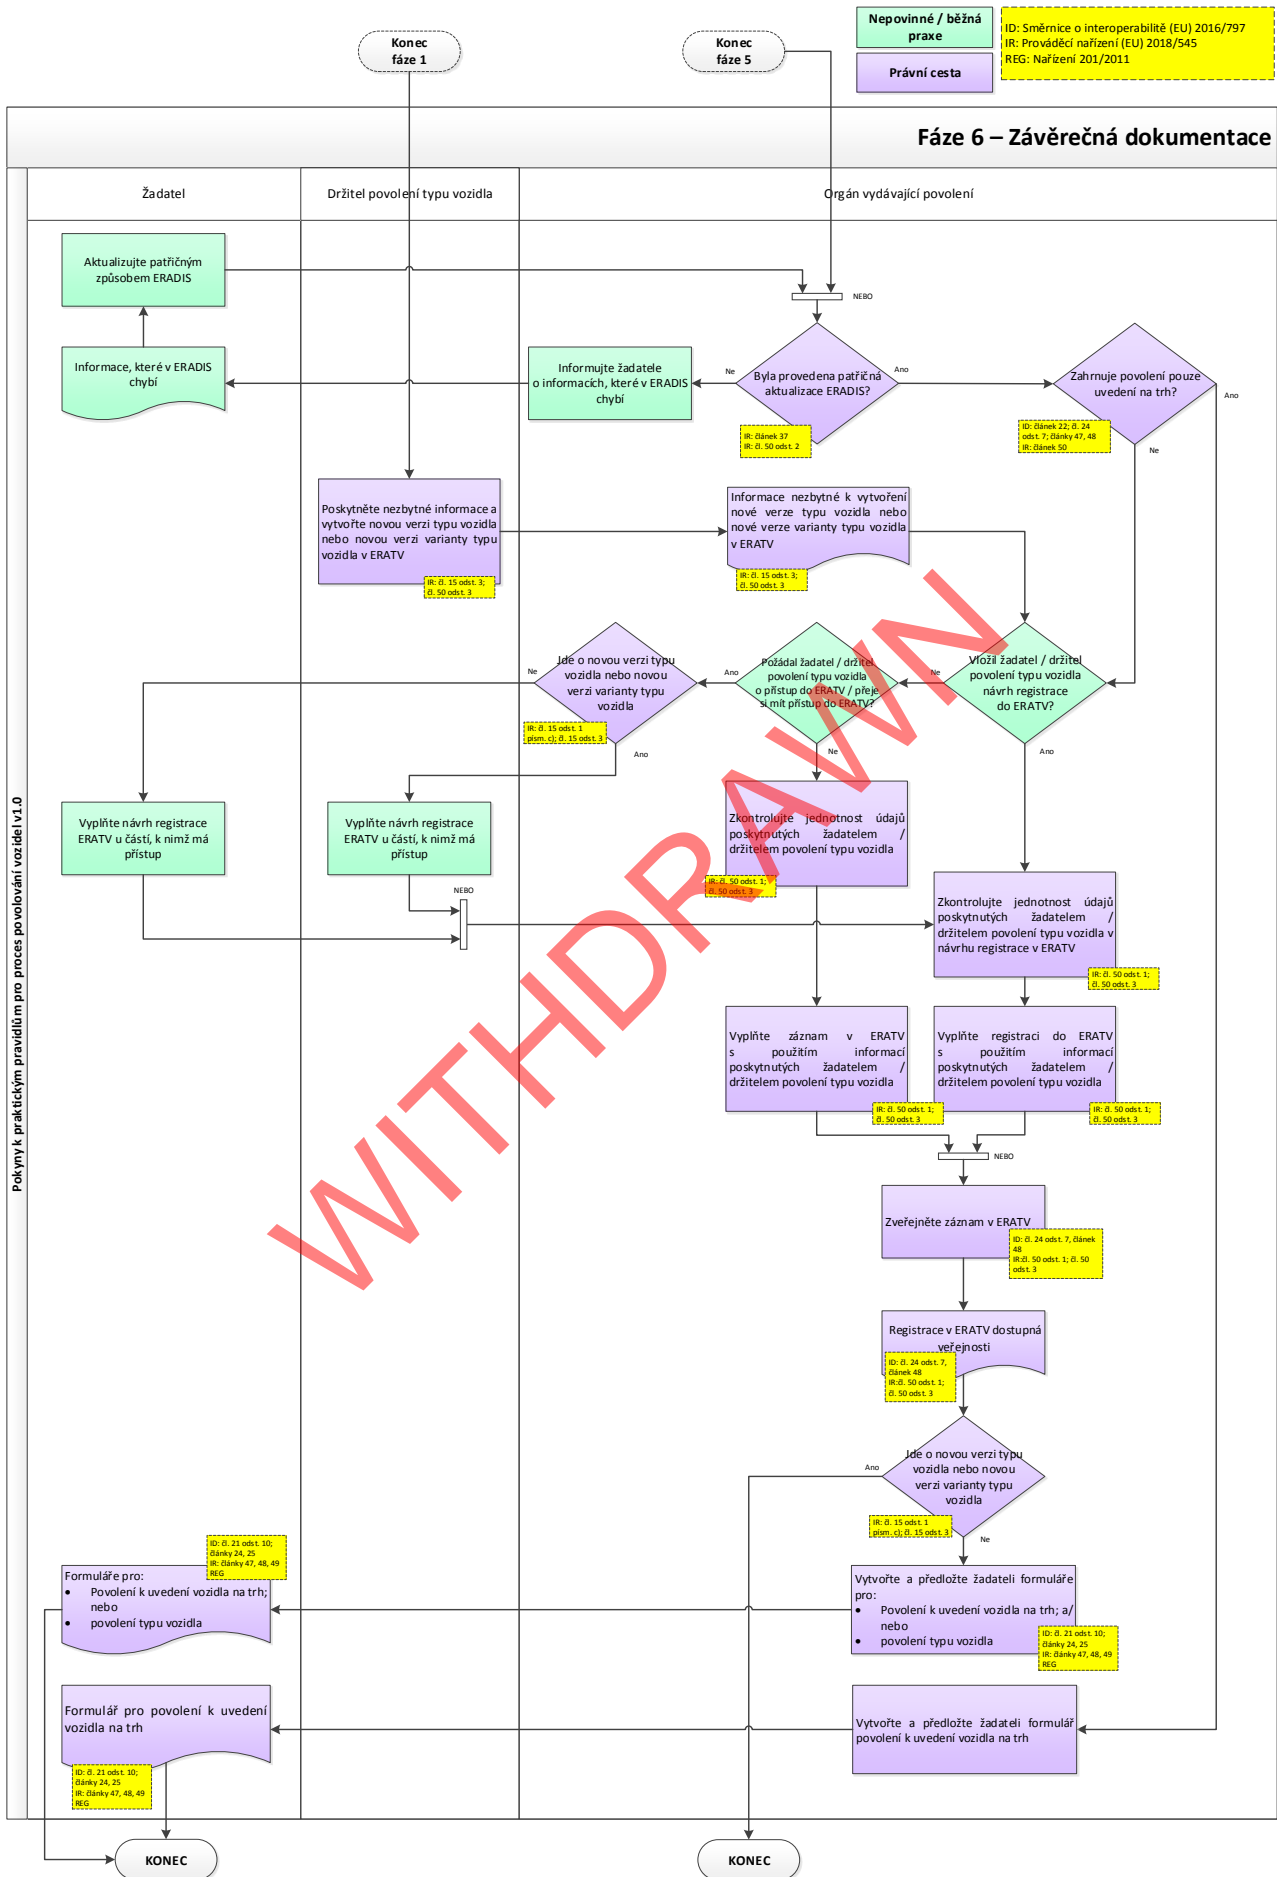 Konec
fáze 1
Konec
fáze 5
Nepovinné / běžná
praxe
Právní cesta
ID: Směrnice o interoperabilitě (EU) 2016/797
IR: Prováděcí nařízení (EU) 2018/545
REG: Nařízení 201/2011
Fáze 6 – Závěrečná dokumentace
Pokyny k praktickým pravidlům pro proces povolování vozidel v1.0
Žadatel
Držitel povolení typu vozidla
Orgán vydávající povolení
Aktualizujte patřičným
způsobem ERADIS
NEBO
Informace, které v ERADIS
chybí
Informujte žadatele
o informacích, které v ERADIS
chybí
Ne
Byla provedena patřičná
aktualizace ERADIS?
Ano
IR: článek 37
IR: čl. 50 odst. 2
Zahrnuje povolení pouze
uvedení na trh?
Ano
ID: článek 22; čl. 24
odst. 7; články 47, 48
IR: článek 50
Ne
Poskytněte nezbytné informace a
vytvořte novou verzi typu vozidla
nebo novou verzi varianty typu
vozidla v ERATV
IR: čl. 15 odst. 3;
čl. 50 odst. 3
Informace nezbytné k vytvoření
nové verze typu vozidla nebo
nové verze varianty typu vozidla
v ERATV
IR: čl. 15 odst. 3;
čl. 50 odst. 3
Jde o novou verzi typu
vozidla nebo novou
verzi varianty typu
vozidla
Ne
IR: čl. 15 odst. 1
písm. c); čl. 15 odst. 3
Ano
Požádal žadatel / držitel
povolení typu vozidla
o přístup do ERATV / přeje
si mít přístup do ERATV?
Ano
Ne
Vložil žadatel / držitel
povolení typu vozidla
návrh registrace
do ERATV?
Ne
Ano
Vyplňte návrh registrace
ERATV u částí, k nimž má
přístup
Vyplňte návrh registrace
ERATV u částí, k nimž má
přístup
NEBO
Zkontrolujte jednotnost údajů
poskytnutých žadatelem /
držitelem povolení typu vozidla
IR: čl. 50 odst. 1;
čl. 50 odst. 3
Zkontrolujte jednotnost údajů
poskytnutých žadatelem /
držitelem povolení typu vozidla v
návrhu registrace v ERATV
IR: čl. 50 odst. 1;
čl. 50 odst. 3
Vyplňte záznam v ERATV
s použitím informací
poskytnutých žadatelem /
držitelem povolení typu vozidla
IR: čl. 50 odst. 1;
čl. 50 odst. 3
Vyplňte registraci do ERATV
s použitím informací
poskytnutých žadatelem /
držitelem povolení typu vozidla
IR: čl. 50 odst. 1;
čl. 50 odst. 3
NEBO
Zveřejněte záznam v ERATV
ID: čl. 24 odst. 7, článek
48
IR:čl. 50 odst. 1; čl. 50
odst. 3
Registrace v ERATV dostupná
veřejnosti
ID: čl. 24 odst. 7,
článek 48
IR:čl. 50 odst. 1;
čl. 50 odst. 3
Jde o novou verzi typu
vozidla nebo novou
verzi varianty typu
vozidla
Ano
IR: čl. 15 odst. 1
písm. c); čl. 15 odst. 3
Ne
ID: čl. 21 odst. 10;
články 24, 25
IR: články 47, 48, 49
REG
Formuláře pro:
• Povolení k uvedení vozidla na trh;
nebo
• povolení typu vozidla
Vytvořte a předložte žadateli formuláře
pro:
• Povolení k uvedení vozidla na trh; a/
nebo
• povolení typu vozidla
ID: čl. 21 odst. 10;
články 24, 25
IR: články 47, 48, 49
REG
Formulář pro povolení k uvedení
vozidla na trh
ID: čl. 21 odst. 10;
články 24, 25
IR: články 47, 48, 49
REG
Vytvořte a předložte žadateli formulář
povolení k uvedení vozidla na trh
KONEC
KONEC
WITHDRAWN